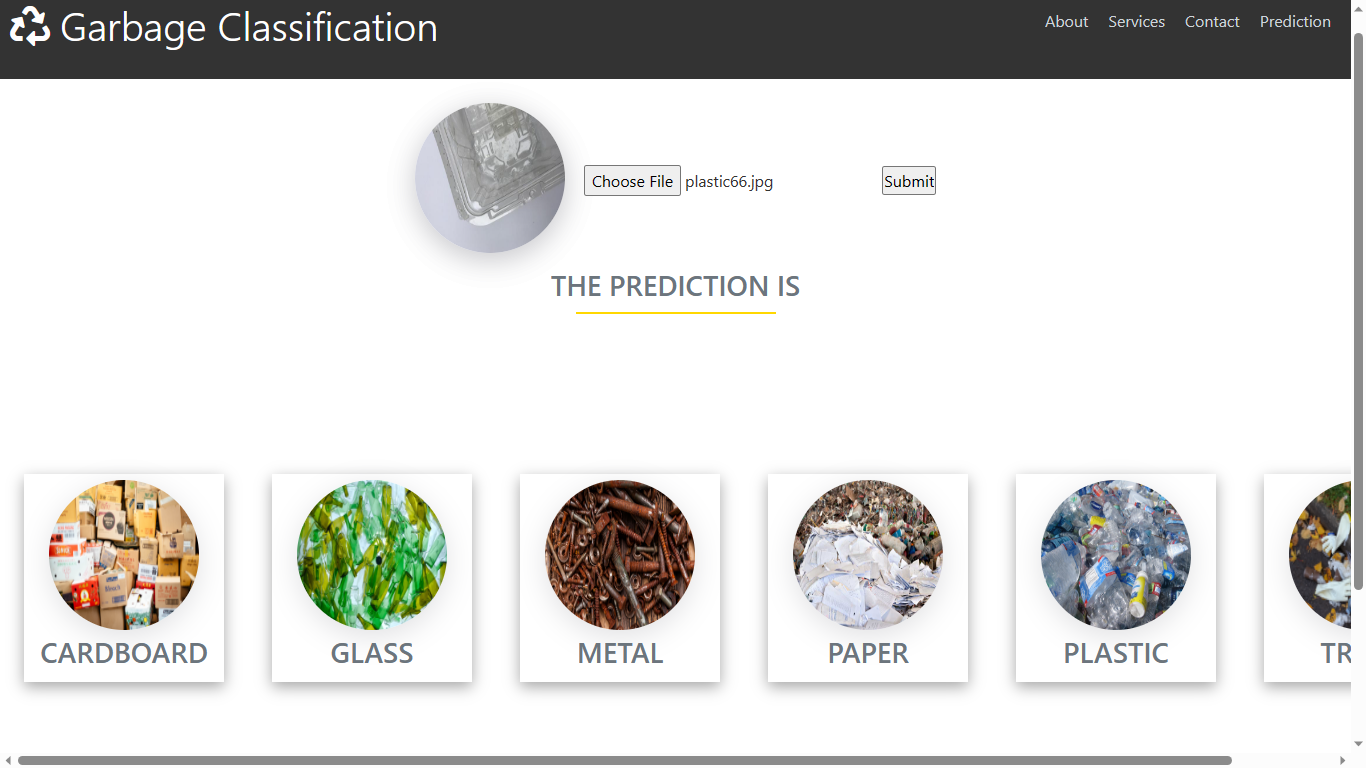 Garbage Classification
About Services Contact Prediction
Choose File plastic66.jpg Submit
THE PREDICTION IS
CARDBOARD GLASS METAL PAPER PLASTIC TR